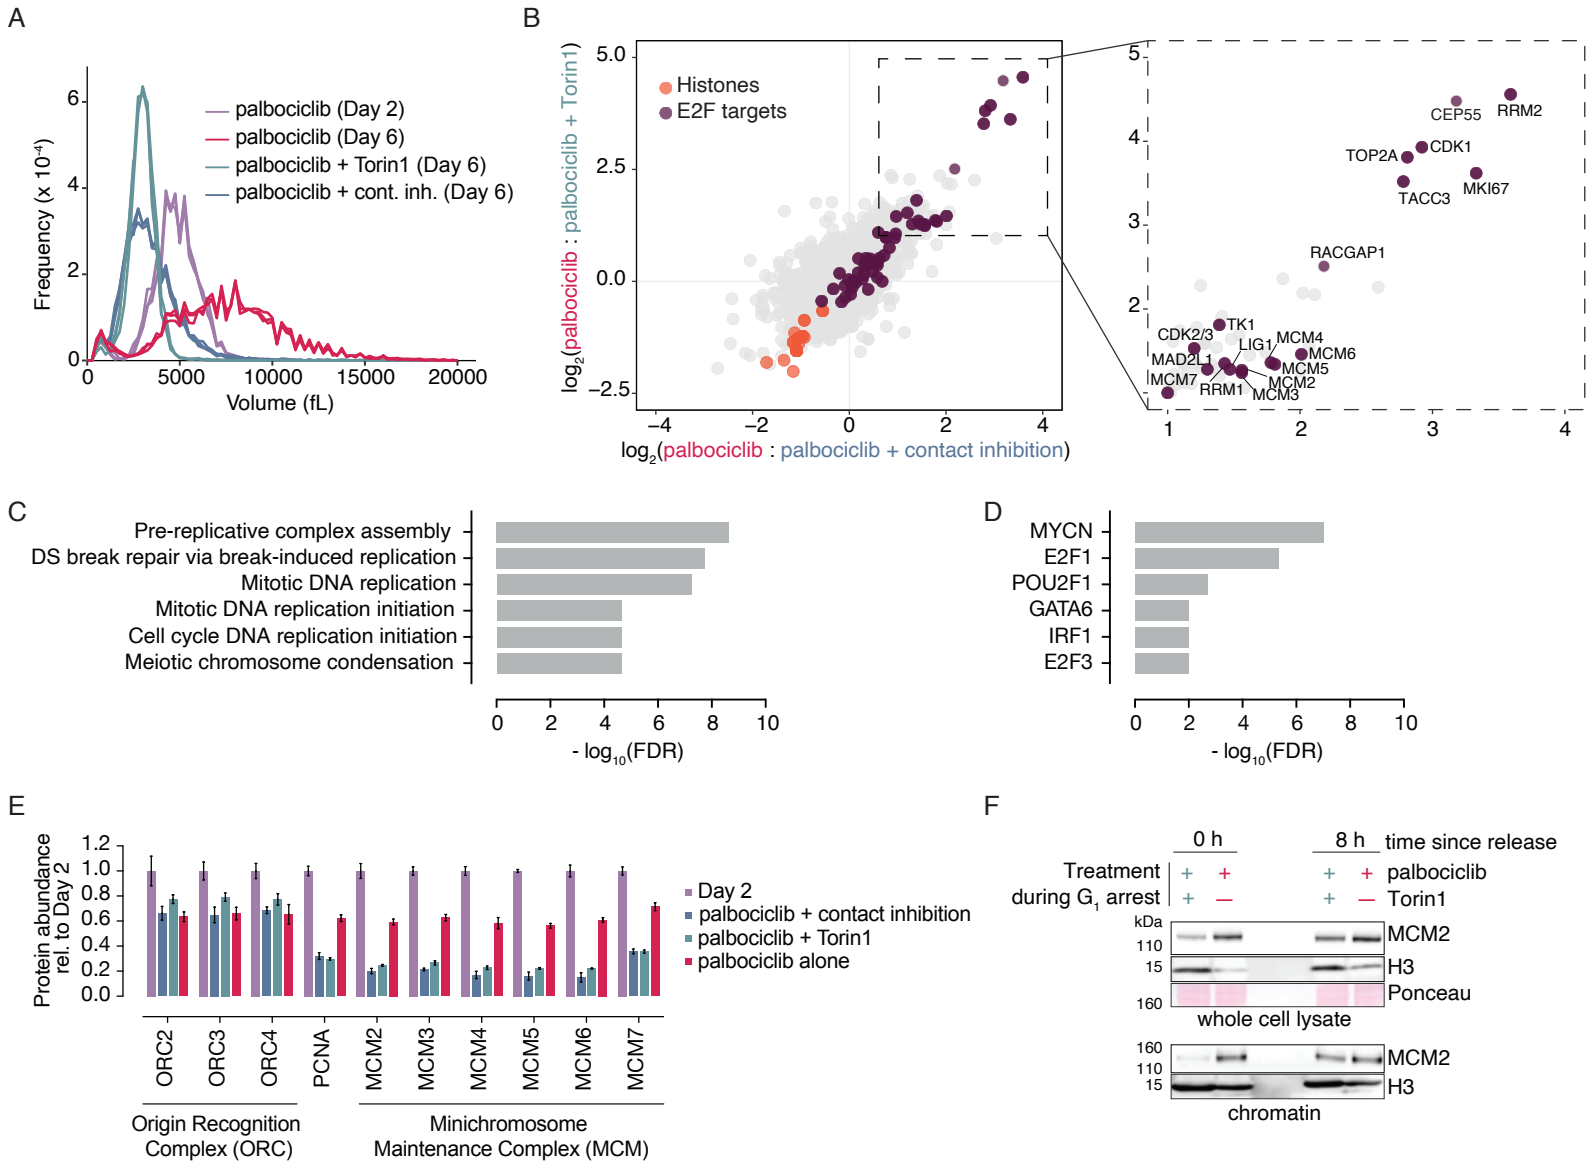 A
Frequency (x 10-4)
6
4
2
0
palbociclib (Day 2)
palbociclib (Day 6)
palbociclib + Torin1 (Day 6)
palbociclib + cont. inh. (Day 6)
0 5000 10000 15000 20000
Volume (fL)
B
log2(palbociclib : palbociclib + Torin1)
5.0
2.5
0.0
−2.5
Histones
E2F targets
−4 −2 0 2 4
log2(palbociclib : palbociclib + contact inhibition)
5
4
3
2
CEP55
RRM2
TOP2A
CDK1
TACC3
MKI67
RACGAP1
CDK2/3
TK1
LIG1
MCM4
MCM6
MAD2L1
MCM5
MCM7
RRM1
MCM2
MCM3
1 2 3 4
C
Pre-replicative complex assembly
DS break repair via break-induced replication
Mitotic DNA replication
Mitotic DNA replication initiation
Cell cycle DNA replication initiation
Meiotic chromosome condensation
0 2 4 6 8 10
- log10(FDR)
D
MYCN
E2F1
POU2F1
GATA6
IRF1
E2F3
0 2 4 6 8 10
- log10(FDR)
E
Protein abundance
rel. to Day 2
1.2
1.0
0.8
0.6
0.4
0.2
0.0
Day 2
palbociclib + contact inhibition
palbociclib + Torin1
palbociclib alone
ORC2 ORC3 ORC4 PCNA MCM2 MCM3 MCM4 MCM5 MCM6 MCM7
Origin Recognition
Complex (ORC)
Minichromosome
Maintenance Complex (MCM)
F
0 h 8 h time since release
Treatment + + + + palbociclib
during G1 arrest + − + − Torin1
kDa
110 MCM2
15 H3
160 Ponceau
whole cell lysate
160
110 MCM2
15 H3
chromatin